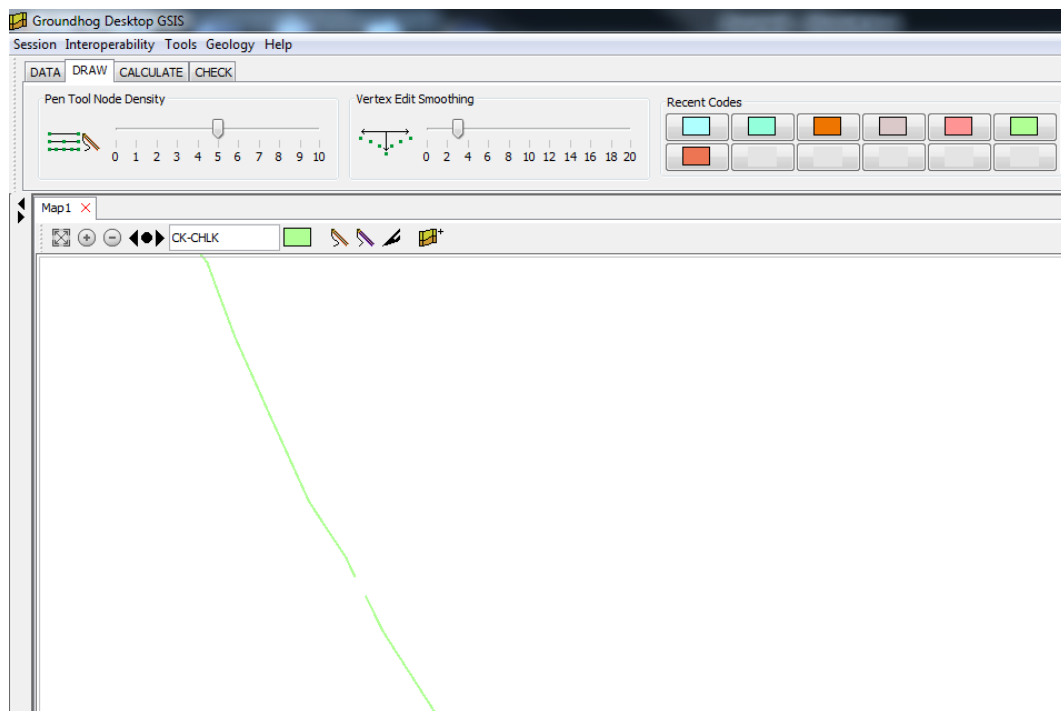 Groundhog Desktop GSIS
Session Interoperability Tools Geology Help
DATA DRAW CALCULATE CHECK
Pen Tool Node Density Vertex Edit Smoothing Recent Codes
0 1 2 3 4 5 6 7 8 9 10 0 2 4 6 8 10 12 14 16 18 20
Map1
CK-CHLK